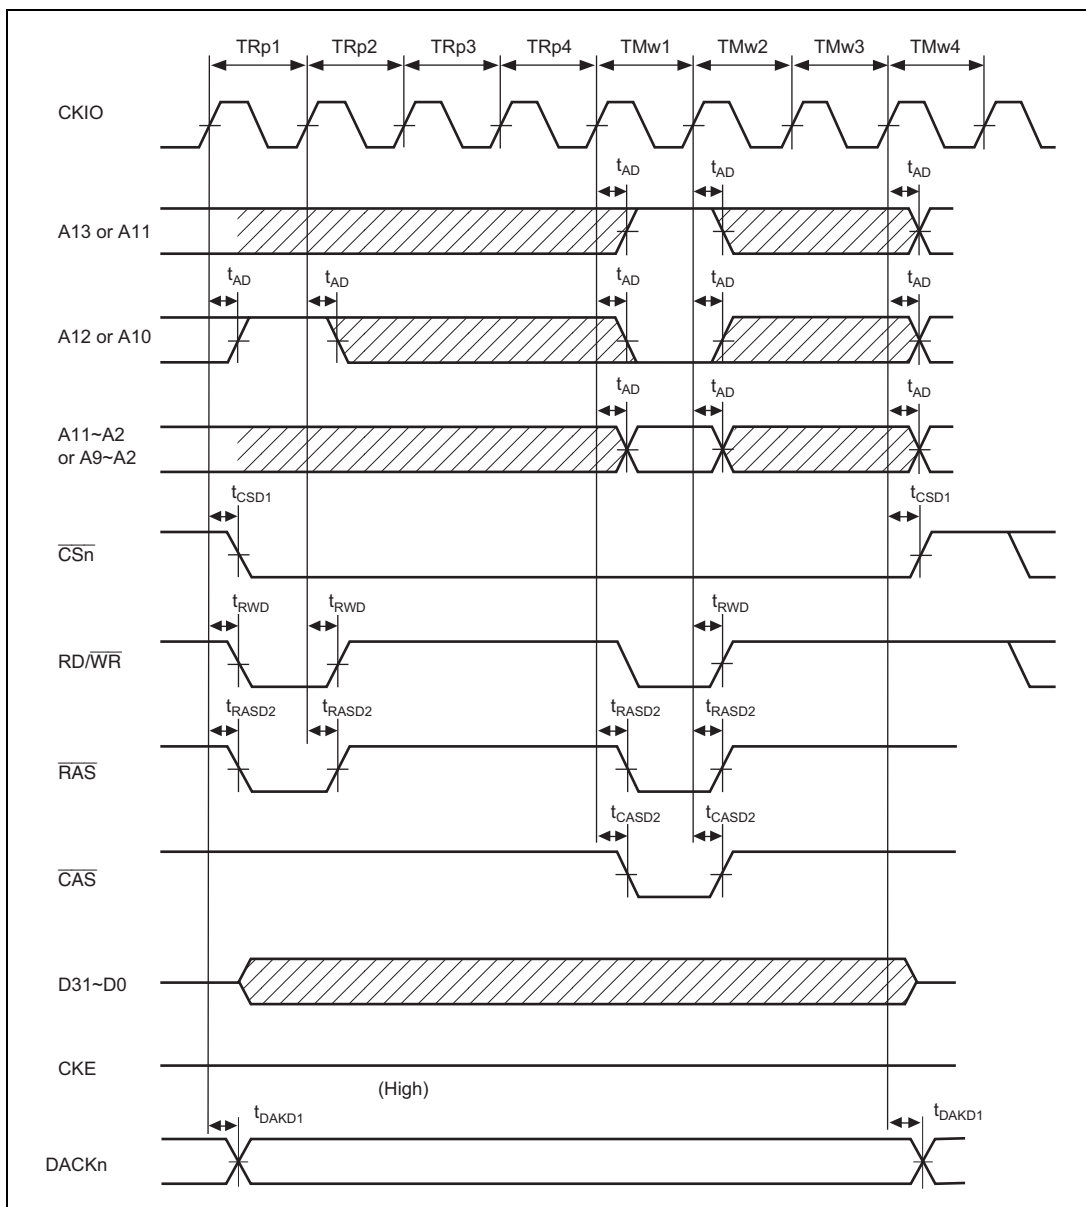 TRp1 TRp2 TRp3 TRp4 TMw1 TMw2 TMw3 TMw4
CKIO
tAD tAD tAD
A13 or A11
tAD tAD tAD tAD tAD
A12 or A10
tAD tAD tAD
A11~A2
or A9~A2
tCSD1 tCSD1
CSn
tRWD tRWD tRWD
RD/WR
tRASD2 tRASD2 tRASD2 tRASD2
RAS
tCASD2 tCASD2
CAS
D31~D0
CKE
(High)
tDAKD1 tDAKD1
DACKn